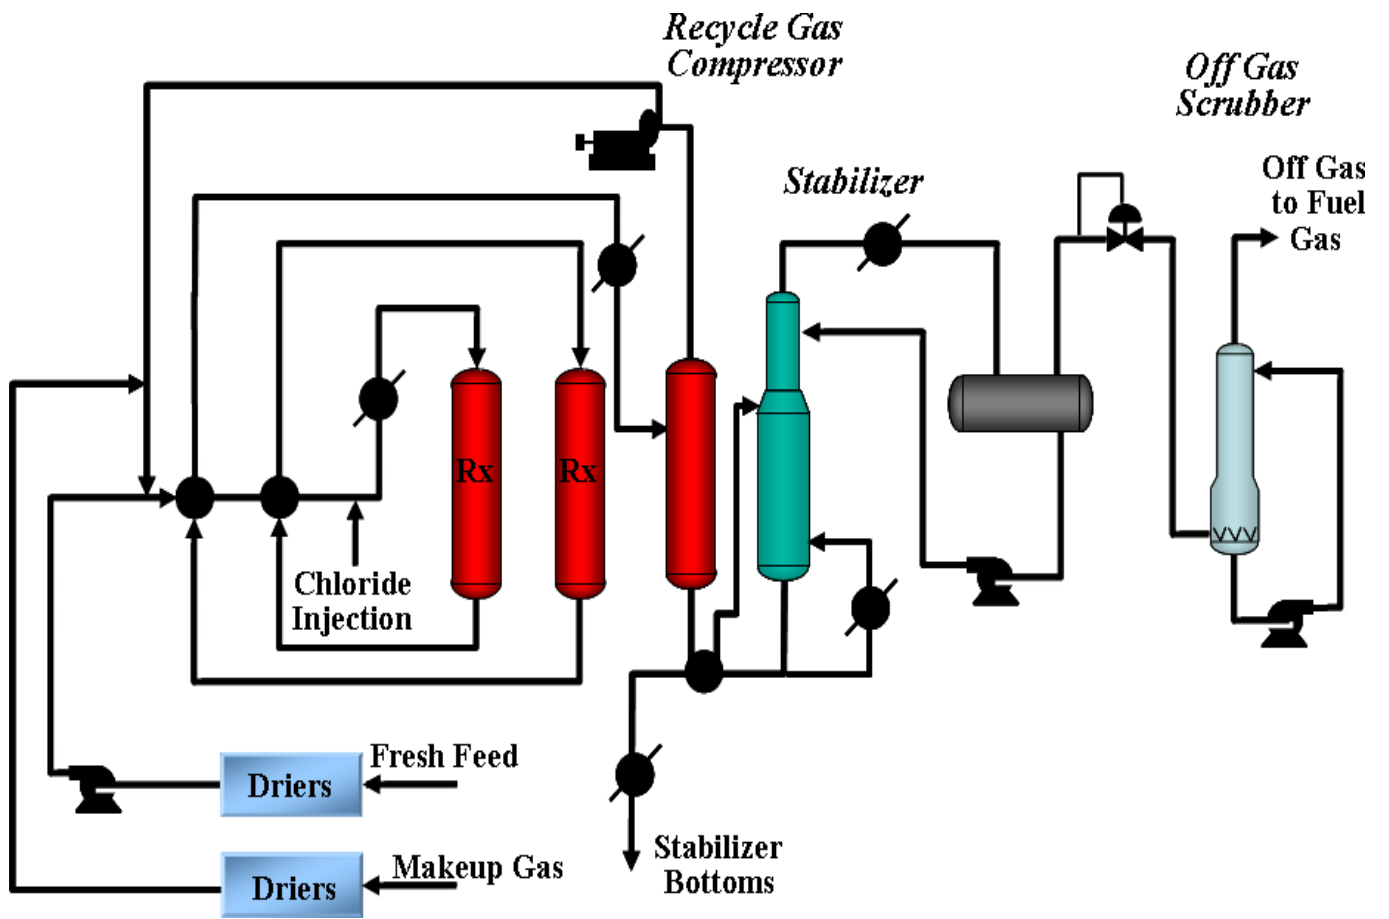 Recycle Gas
Compressor
Off Gas
Scrubber
Stabilizer
Off Gas
to Fuel
Gas
Rx
Rx
Chloride
Injection
Fresh Feed
Driers
Makeup Gas
Driers
Stabilizer
Bottoms